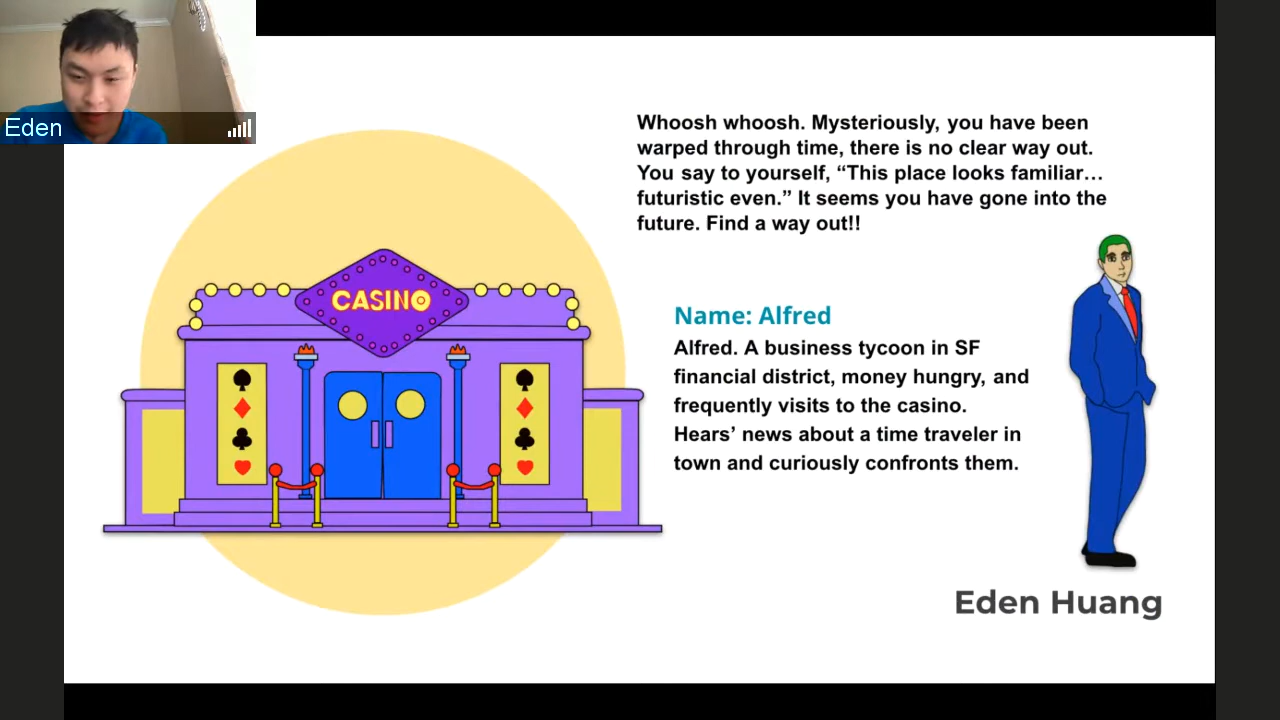 Eden
Whoosh whoosh. Mysteriously, you have been
warped through time, there is no clear way out.
You say to yourself, “This place looks familiar…
futuristic even.” It seems you have gone into the
future. Find a way out!!
CASINO
Name: Alfred
Alfred. A business tycoon in SF
financial district, money hungry, and
frequently visits to the casino.
Hears’ news about a time traveler in
town and curiously confronts them.
Eden Huang